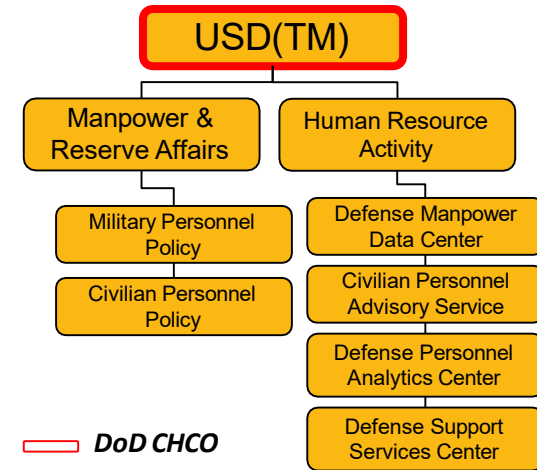 USD(TM)
Manpower &
Reserve Affairs
Human Resource
Activity
Military Personnel
Policy
Civilian Personnel
Policy
Defense Manpower
Data Center
Civilian Personnel
Advisory Service
Defense Personnel
Analytics Center
Defense Support
Services Center
DoD CHCO